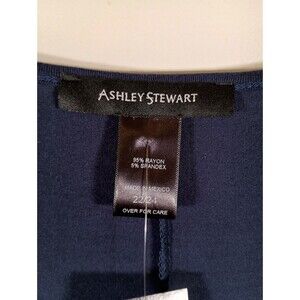 ASHLEY STEWART
95% RAYON
5% SPANDEX
MADE IN MEXICO
22/24
OVER FOR CARE